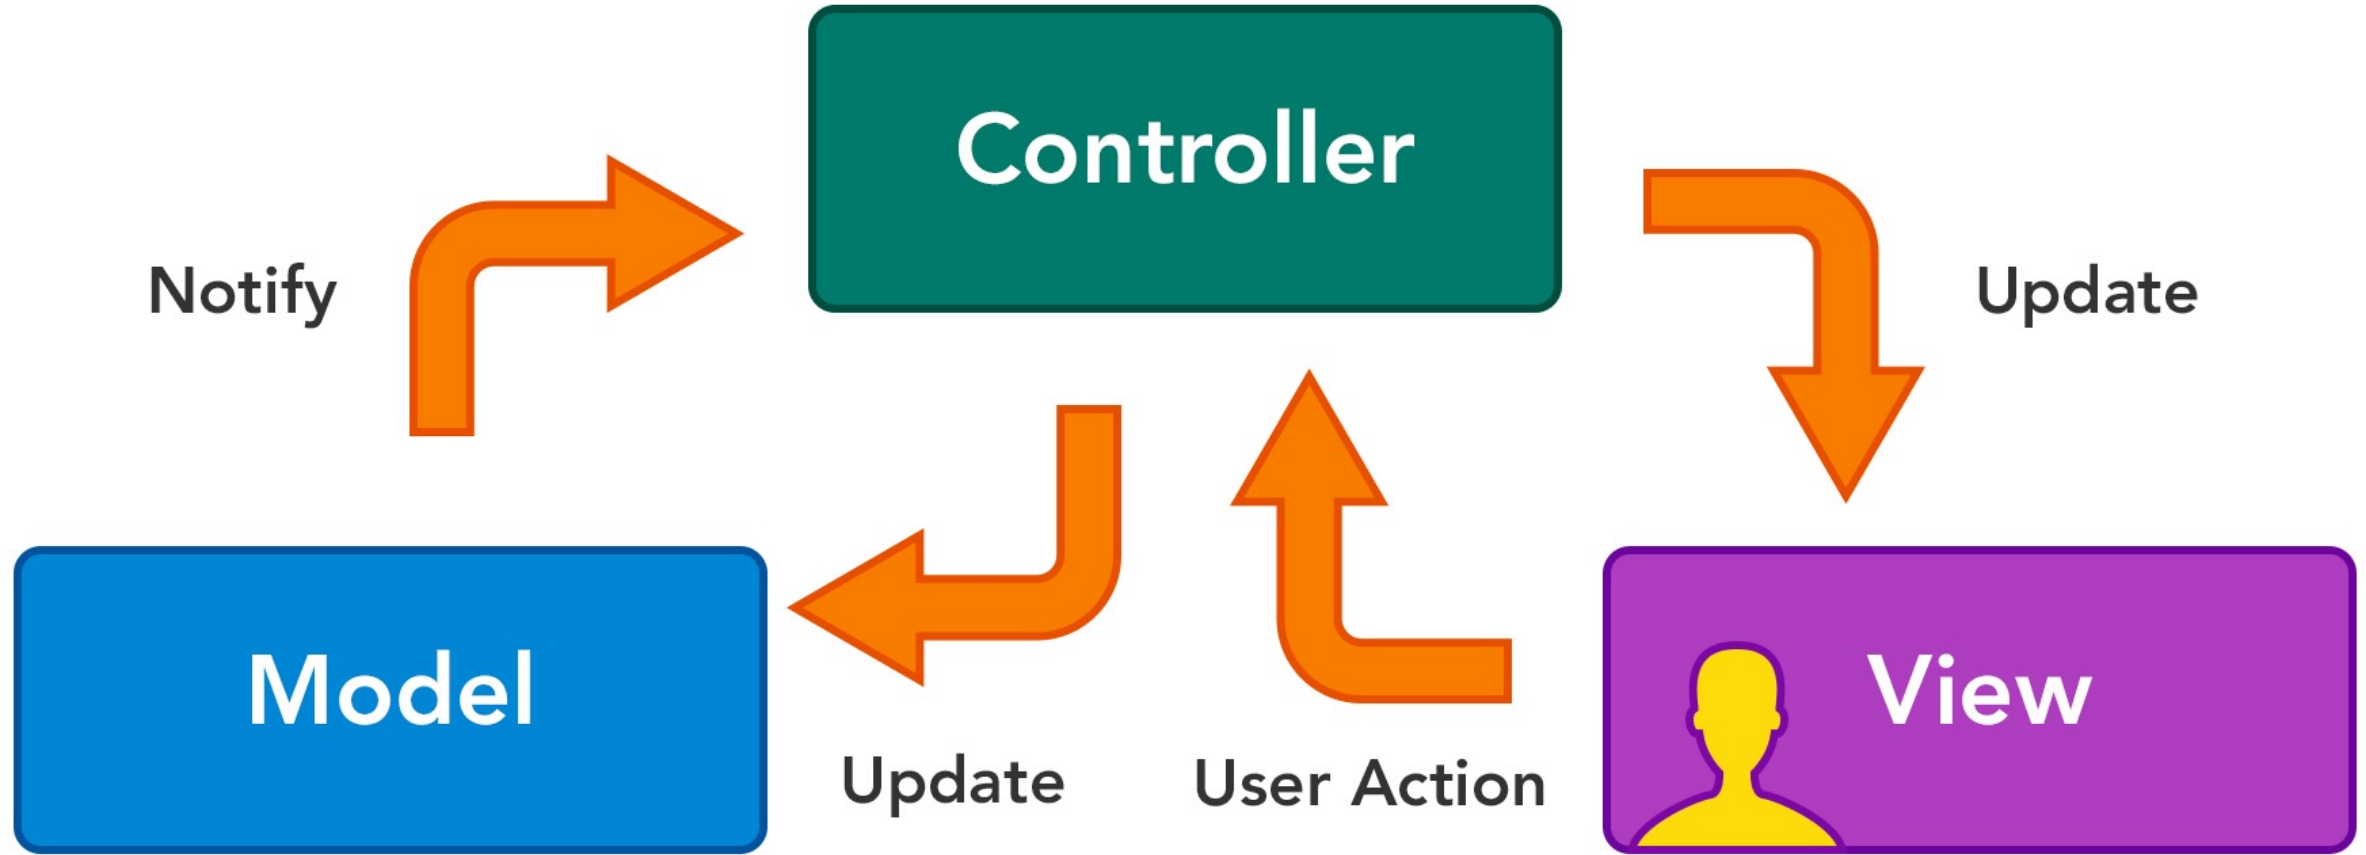 Controller
Notify
Update
Model
View
Update
User Action